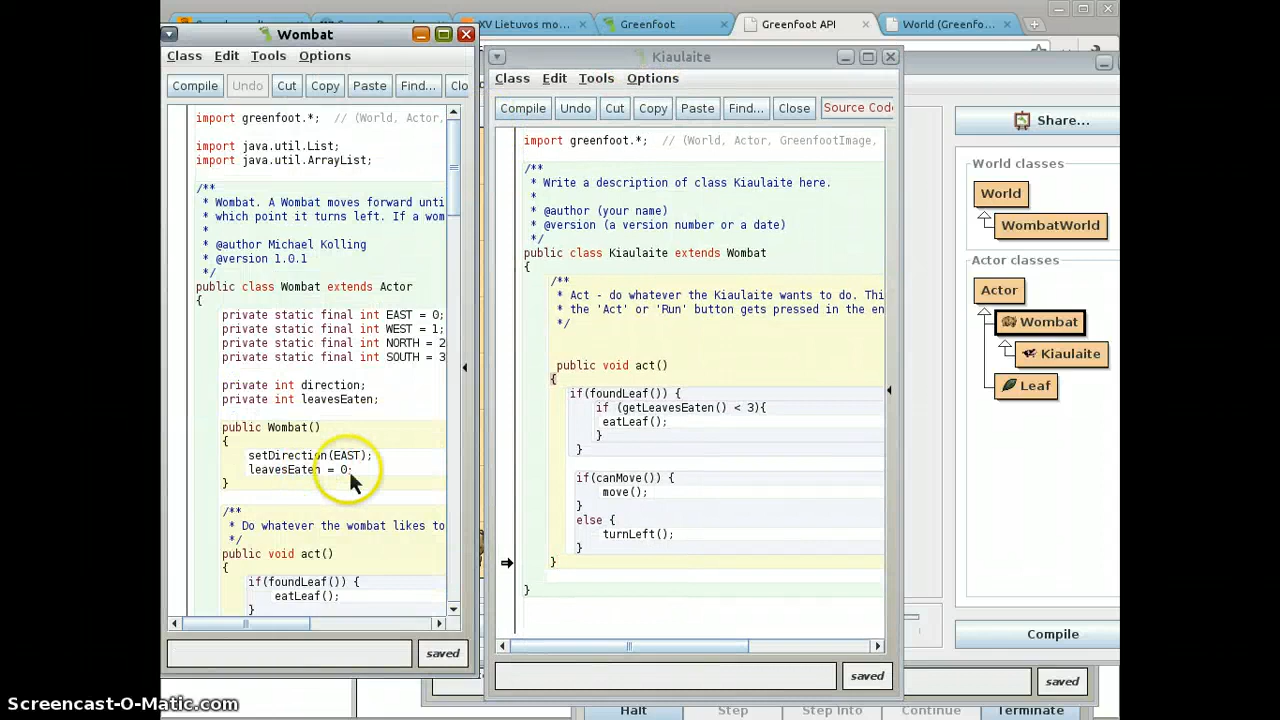 XV Lietuvos mo...
Greenfoot
Greenfoot API
World (Greenfo...
Wombat
Class Edit Tools Options
Compile Undo Cut Copy Paste Find... Clo
import greenfoot.*;  // (World, Actor,
import java.util.List;
import java.util.ArrayList;
/**
* Wombat. A Wombat moves forward unti
* which point it turns left. If a wom
*
* @author Michael Kolling
* @version 1.0.1
*/
public class Wombat extends Actor
{
private static final int EAST = 0;
private static final int WEST = 1;
private static final int NORTH = 2
private static final int SOUTH = 3
private int direction;
private int leavesEaten;
public Wombat()
{
setDirection(EAST);
leavesEaten = 0;
}
/**
* Do whatever the wombat likes to
*/
public void act()
{
if(foundLeaf()) {
eatLeaf();
}
saved
Kiaulaite
Class Edit Tools Options
Compile Undo Cut Copy Paste Find... Close Source Cod
import greenfoot.*;  // (World, Actor, GreenfootImage,
/**
* Write a description of class Kiaulaite here.
*
* @author (your name)
* @version (a version number or a date)
*/
public class Kiaulaite extends Wombat
{
/**
* Act - do whatever the Kiaulaite wants to do. Thi
* the 'Act' or 'Run' button gets pressed in the en
*/
public void act()
{
if(foundLeaf()) {
if (getLeavesEaten() < 3){
eatLeaf();
}
}
if(canMove()) {
move();
}
else {
turnLeft();
}
}
}
saved
Share...
World classes
World
WombatWorld
Actor classes
Actor
Wombat
Kiaulaite
Leaf
Compile
saved
Halt Step Step Into Continue Terminate
Screencast-O-Matic.com